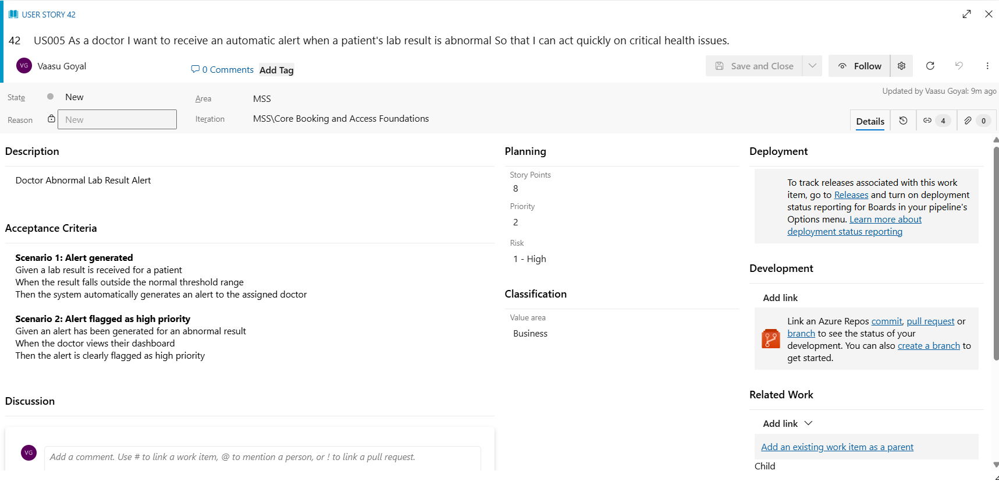 USER STORY 42
42 US005 As a doctor I want to receive an automatic alert when a patient's lab result is abnormal So that I can act quickly on critical health issues.
VG Vaasu Goyal
0 Comments Add Tag
Save and Close
Follow
State New
Area MSS
Updated by Vaasu Goyal: 9m ago
Reason New
Iteration MSS\Core Booking and Access Foundations
Details 4 0
Description
Doctor Abnormal Lab Result Alert
Acceptance Criteria
Scenario 1: Alert generated
Given a lab result is received for a patient
When the result falls outside the normal threshold range
Then the system automatically generates an alert to the assigned doctor
Scenario 2: Alert flagged as high priority
Given an alert has been generated for an abnormal result
When the doctor views their dashboard
Then the alert is clearly flagged as high priority
Discussion
VG Add a comment. Use # to link a work item, @ to mention a person, or ! to link a pull request.
Planning
Story Points
8
Priority
2
Risk
1 - High
Classification
Value area
Business
Deployment
To track releases associated with this work
item, go to Releases and turn on deployment
status reporting for Boards in your pipeline's
Options menu. Learn more about
deployment status reporting
Development
Add link
Link an Azure Repos commit, pull request or
branch to see the status of your
development. You can also create a branch to
get started.
Related Work
Add link
Add an existing work item as a parent
Child